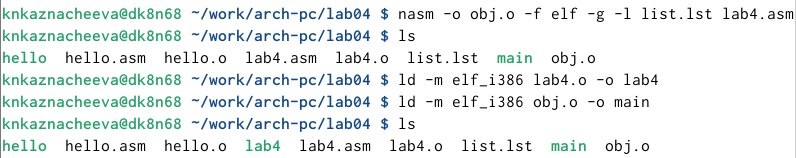 knkaznacheeva@dk8n68 ~/work/arch-pc/lab04 $ nasm -o obj.o -f elf -g -l list.lst lab4.asm
knkaznacheeva@dk8n68 ~/work/arch-pc/lab04 $ ls
hello  hello.asm  hello.o  lab4.asm  lab4.o  list.lst  main  obj.o
knkaznacheeva@dk8n68 ~/work/arch-pc/lab04 $ ld -m elf_i386 lab4.o -o lab4
knkaznacheeva@dk8n68 ~/work/arch-pc/lab04 $ ld -m elf_i386 obj.o -o main
knkaznacheeva@dk8n68 ~/work/arch-pc/lab04 $ ls
hello  hello.asm  hello.o  lab4  lab4.asm  lab4.o  list.lst  main  obj.o